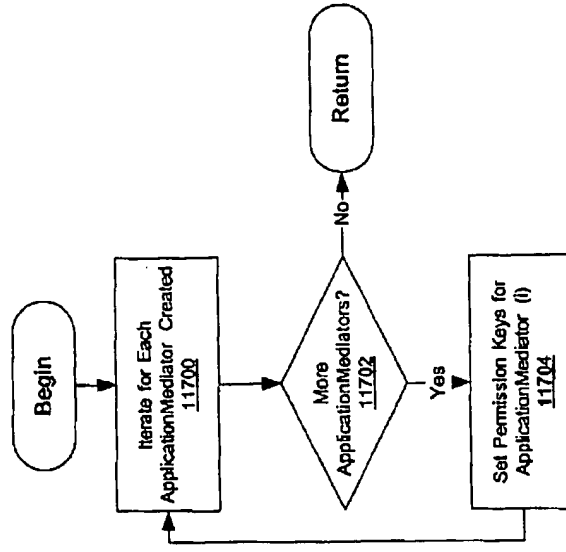 Begin
Iterate for Each
ApplicationMediator Created
11700
More
ApplicationMediators?
11702
No
Return
Yes
Set Permission Keys for
ApplicationMediator (i)
11704